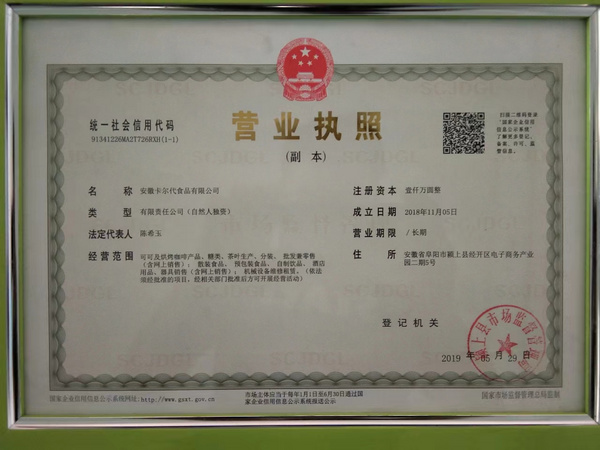 统一社会信用代码
91341226MA2T726RXH(1-1)
营业执照
(副 本)
扫描二维码登录
“国家企业信用
信息公示系统”
了解更多登记、
备案、许可、监
管信息。
名 称 安徽卡尔代食品有限公司
类 型 有限责任公司(自然人独资)
法定代表人 陈希玉
经营范围 可可及烘烤咖啡产品、糖类、茶叶生产、分装、批发兼零售
(含网上销售); 散装食品、预包装食品、自制饮品、酒店
用品、器具销售(含网上销售); 机械设备维修租赁。(依法
须经批准的项目,经相关部门批准后方可开展经营活动)
注册资本 壹仟万圆整
成立日期 2018年11月05日
营业期限 / 长期
住 所 安徽省阜阳市颍上县经开区电子商务产业
园二期5号
登记机关
颍上县市场监督管理局
2019 年 05 月 29 日
国家企业信用信息公示系统网址:http://www.gsxt.gov.cn
市场主体应当于每年1月1日至6月30日通过国
家企业信用信息公示系统报送公示
国家市场监督管理总局监制